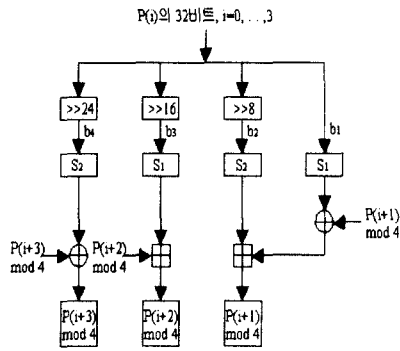 P(i)의 32비트, i=0, . . ,3
>>24 >>16 >>8
b₄ b₃ b₂ b₁
S₂ S₁ S₂ S₁
P(i+1)
mod 4
P(i+3) P(i+2)
mod 4 mod 4
P(i+3) P(i+2) P(i+1)
mod 4 mod 4 mod 4